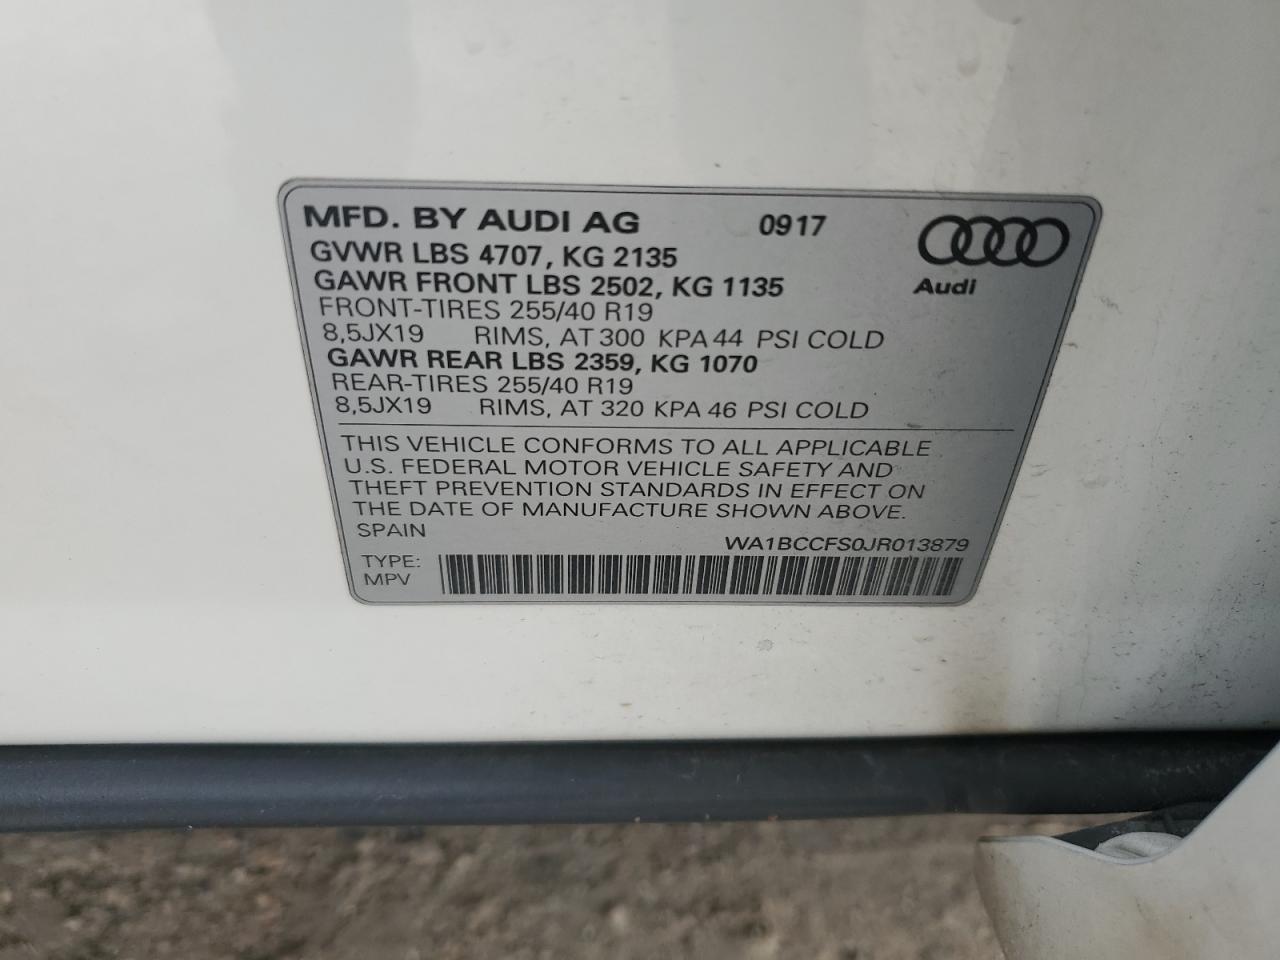 MFD. BY AUDI AG 0917
GVWR LBS 4707, KG 2135
GAWR FRONT LBS 2502, KG 1135
Audi
FRONT-TIRES 255/40 R19
8,5JX19 RIMS, AT 300 KPA 44 PSI COLD
GAWR REAR LBS 2359, KG 1070
REAR-TIRES 255/40 R19
8,5JX19 RIMS, AT 320 KPA 46 PSI COLD
THIS VEHICLE CONFORMS TO ALL APPLICABLE
U.S. FEDERAL MOTOR VEHICLE SAFETY AND
THEFT PREVENTION STANDARDS IN EFFECT ON
THE DATE OF MANUFACTURE SHOWN ABOVE.
SPAIN
WA1BCCFS0JR013879
TYPE:
MPV